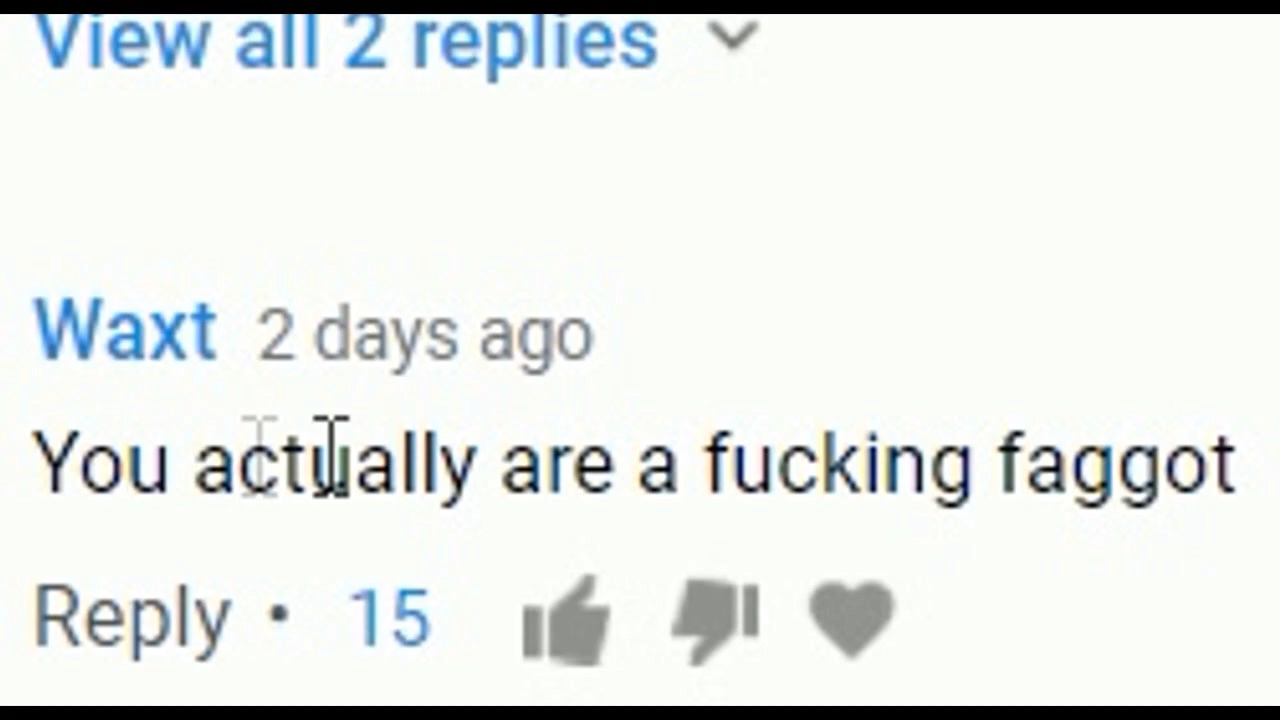 View all 2 replies
Waxt 2 days ago
You actually are a fucking faggot
Reply • 15